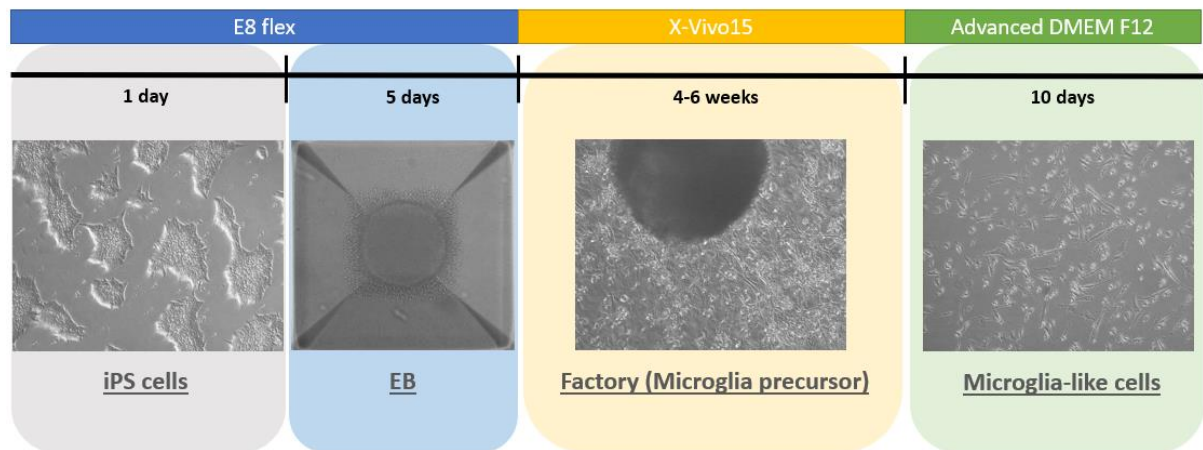 E8 flex
X-Vivo15
Advanced DMEM F12
1 day
5 days
4-6 weeks
10 days
iPS cells
EB
Factory (Microglia precursor)
Microglia-like cells